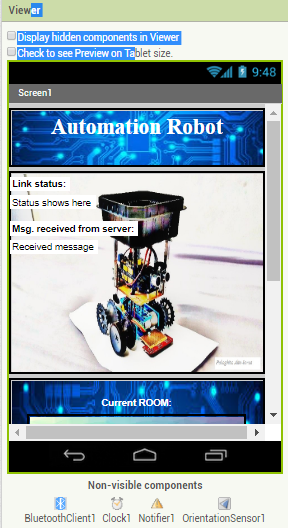 Viewer
Display hidden components in Viewer
Check to see Preview on Tablet size.
9:48
Screen1
Automation Robot
Link status:
Status shows here
Msg. received from server:
Received message
Current ROOM:
Non-visible components
BluetoothClient1 Clock1 Notifier1 OrientationSensor1